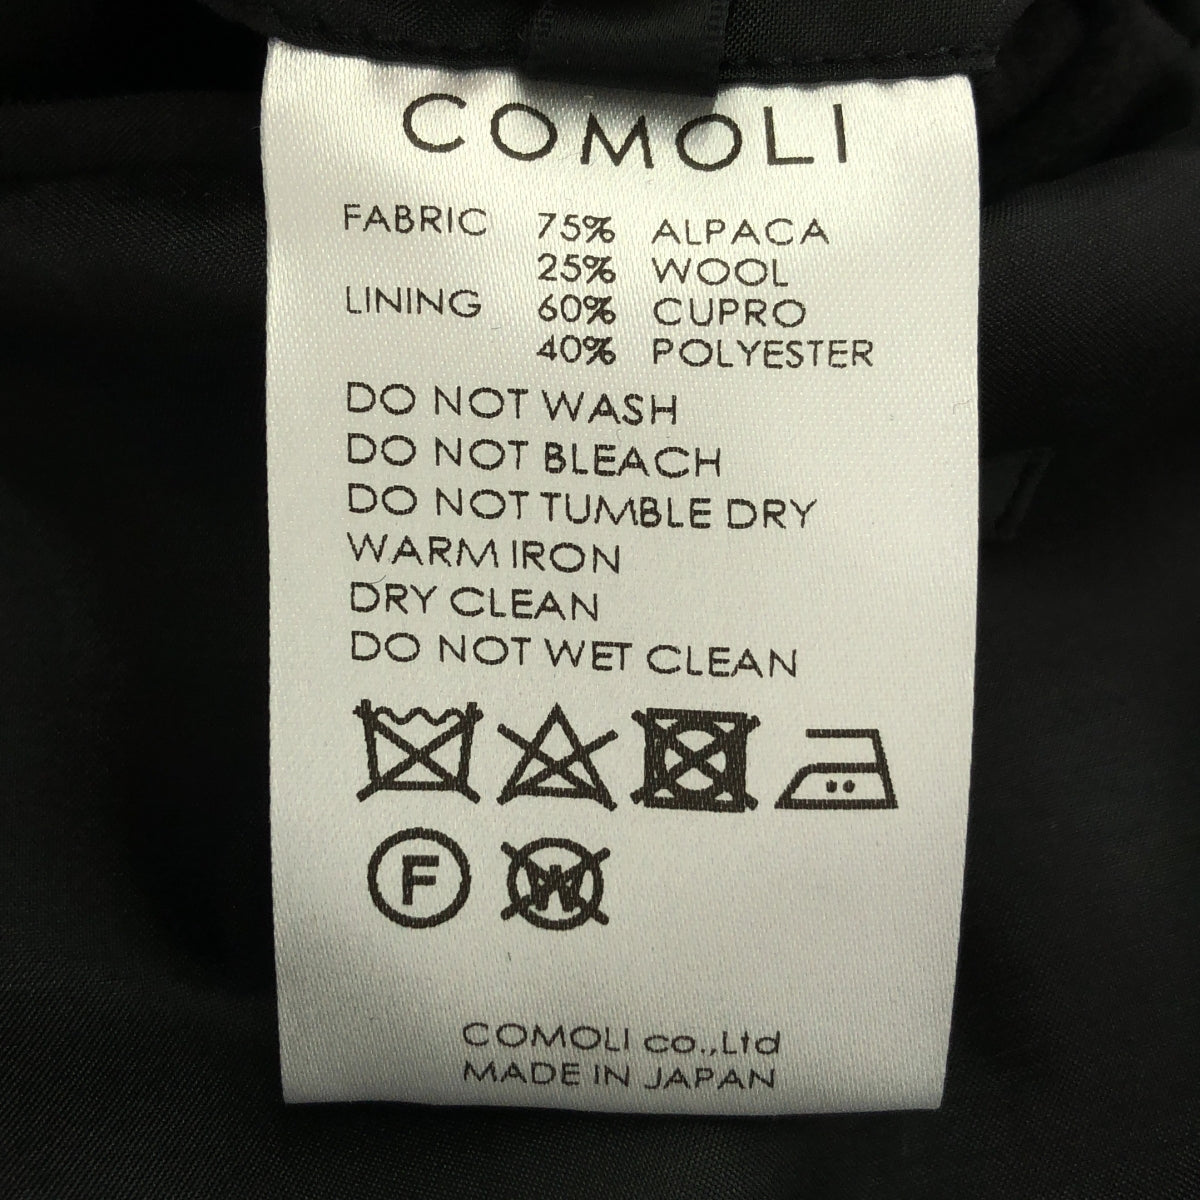 COMOLI
FABRIC 75% ALPACA
25% WOOL
LINING 60% CUPRO
40% POLYESTER
DO NOT WASH
DO NOT BLEACH
DO NOT TUMBLE DRY
WARM IRON
DRY CLEAN
DO NOT WET CLEAN
F W
COMOLI co.,Ltd
MADE IN JAPAN